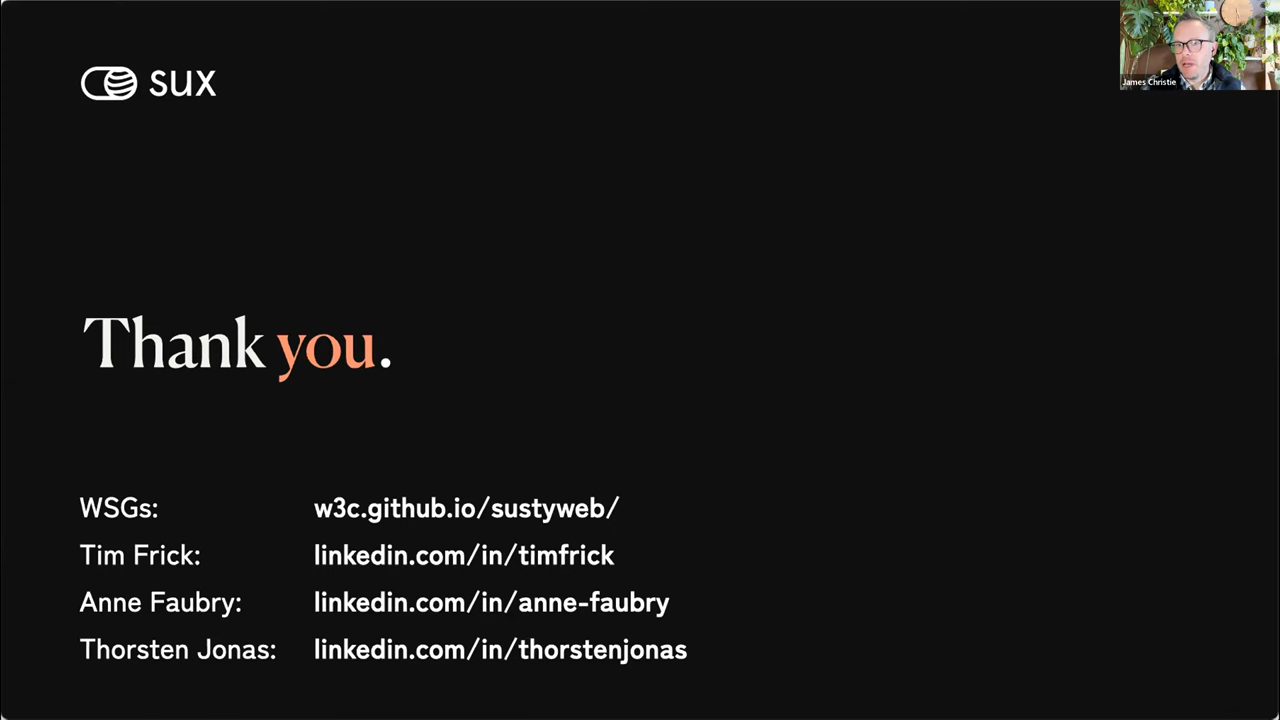 sux
James Christie
Thank you.
WSGs: w3c.github.io/sustyweb/
Tim Frick: linkedin.com/in/timfrick
Anne Faubry: linkedin.com/in/anne-faubry
Thorsten Jonas: linkedin.com/in/thorstenjonas